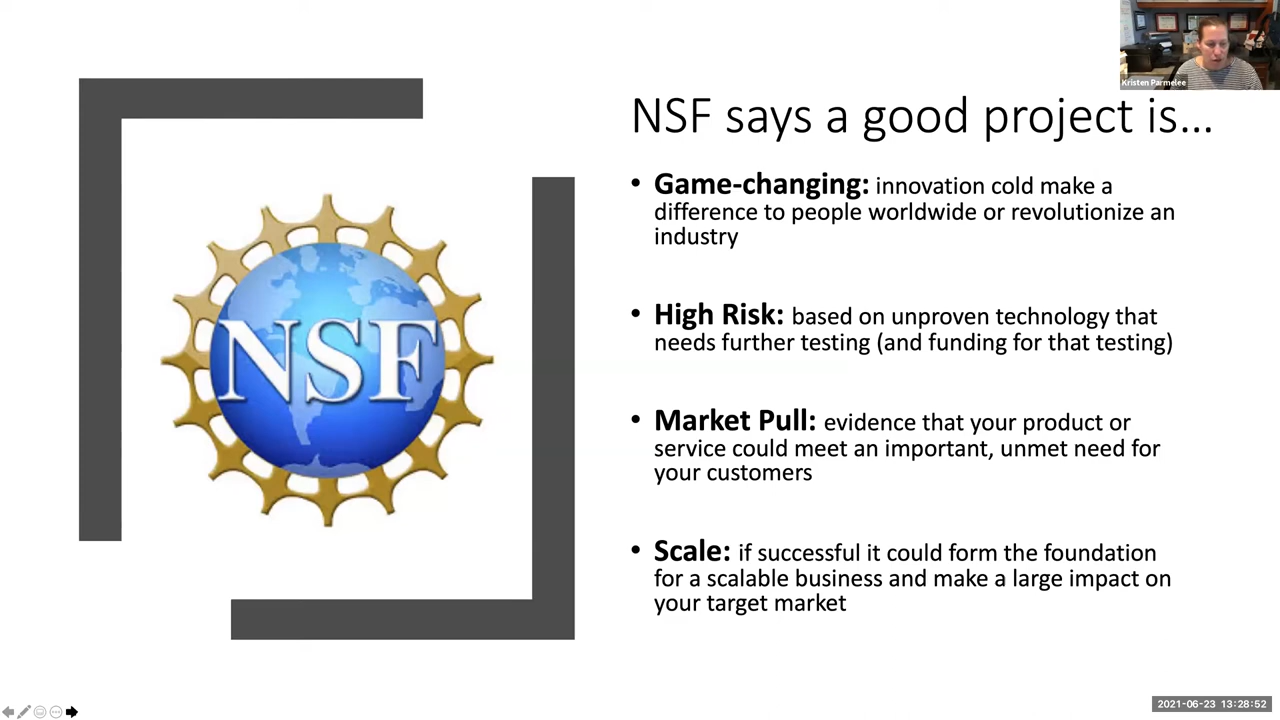 Kristen Parmelee
NSF says a good project is...
NSF
• Game-changing: innovation cold make a
difference to people worldwide or revolutionize an
industry
• High Risk: based on unproven technology that
needs further testing (and funding for that testing)
• Market Pull: evidence that your product or
service could meet an important, unmet need for
your customers
• Scale: if successful it could form the foundation
for a scalable business and make a large impact on
your target market
2021-06-23 13:28:52